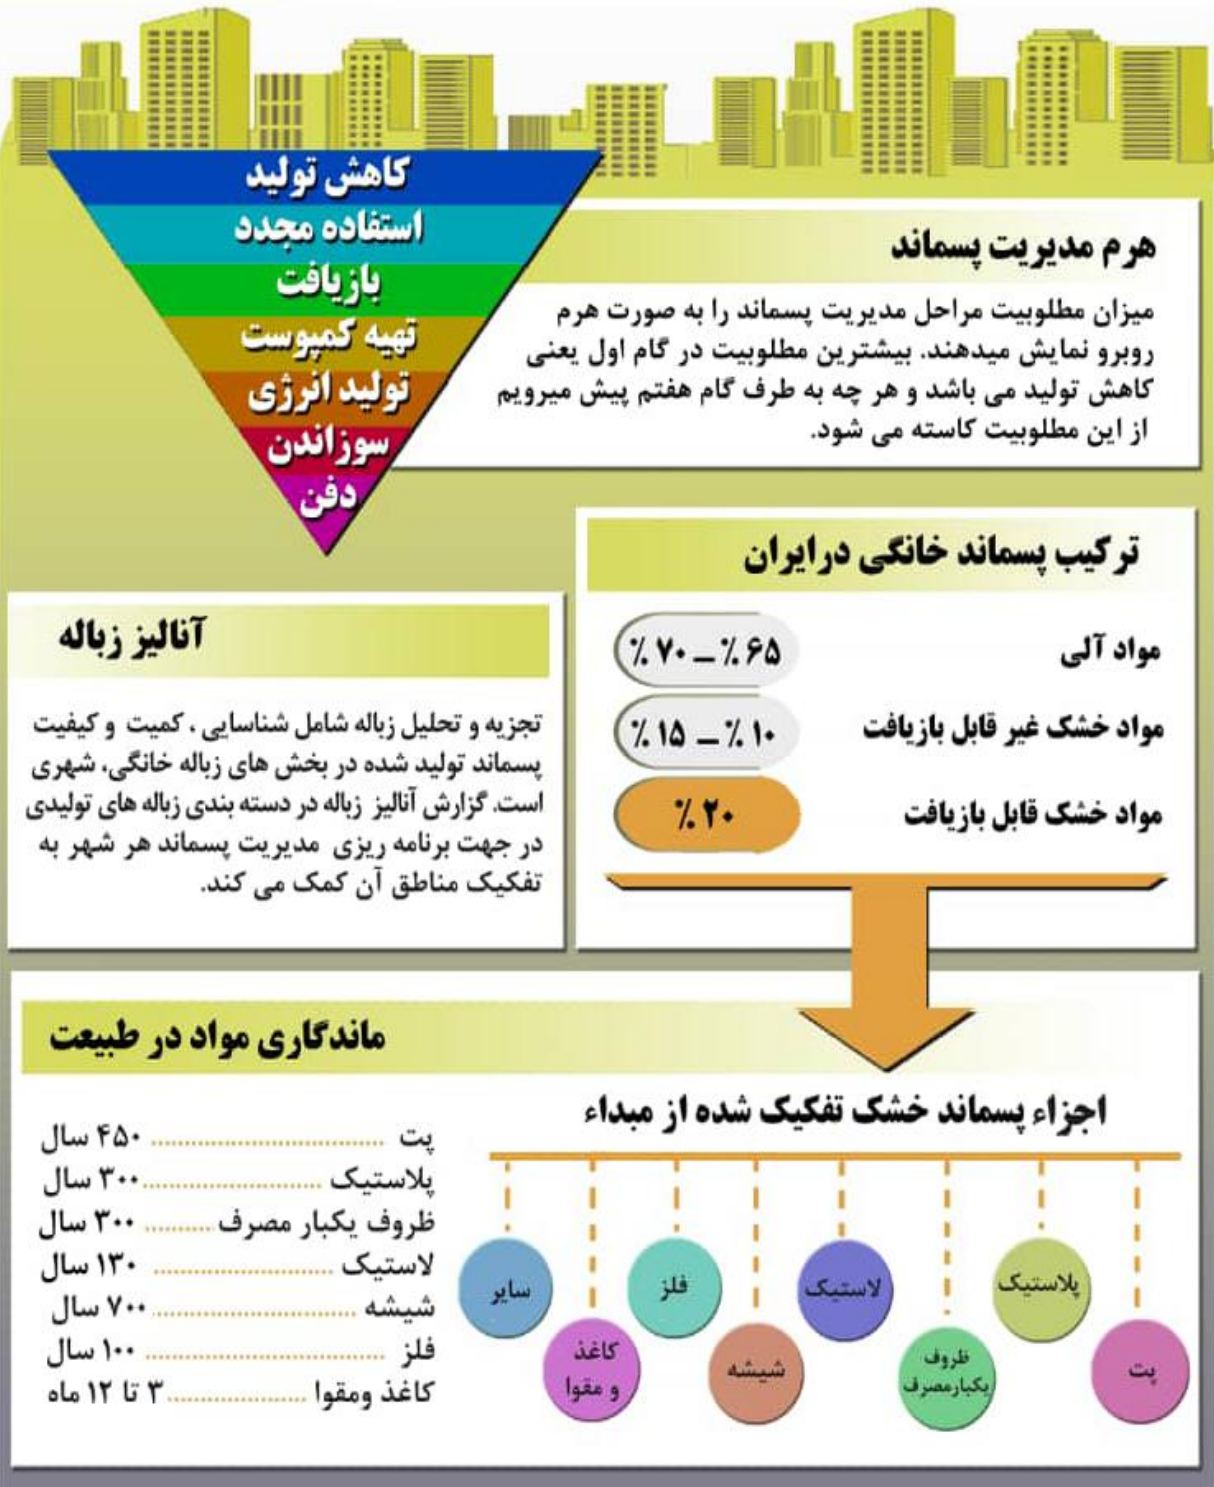 کاهش تولید
استفاده مجدد
بازیافت
تهیه کمپوست
تولید انرژی
سوزاندن
دفن
هرم مدیریت پسماند
میزان مطلوبیت مراحل مدیریت پسماند را به صورت هرم
روبرو نمایش میدهند. بیشترین مطلوبیت در گام اول یعنی
کاهش تولید می باشد و هر چه به طرف گام هفتم پیش میرویم
از این مطلوبیت کاسته می شود.
ترکیب پسماند خانگی درایران
مواد آلی ۶۵ ٪ – ۷۰ ٪
مواد خشک غیر قابل بازیافت ۱۰ ٪ – ۱۵ ٪
مواد خشک قابل بازیافت ۲۰ ٪
آنالیز زباله
تجزیه و تحلیل زباله شامل شناسایی ، کمیت و کیفیت
پسماند تولید شده در بخش های زباله خانگی، شهری
است. گزارش آنالیز زباله در دسته بندی زباله های تولیدی
در جهت برنامه ریزی مدیریت پسماند هر شهر به
تفکیک مناطق آن کمک می کند.
اجزاء پسماند خشک تفکیک شده از مبداء
پت
پلاستیک
ظروف
یکبارمصرف
لاستیک
شیشه
فلز
کاغذ
و مقوا
سایر
ماندگاری مواد در طبیعت
پت ........................ ۴۵۰ سال
پلاستیک ........................ ۳۰۰ سال
ظروف یکبار مصرف .......... ۳۰۰ سال
لاستیک ........................ ۱۳۰ سال
شیشه ........................ ۷۰۰ سال
فلز ........................ ۱۰۰ سال
کاغذ ومقوا .................. ۳ تا ۱۲ ماه